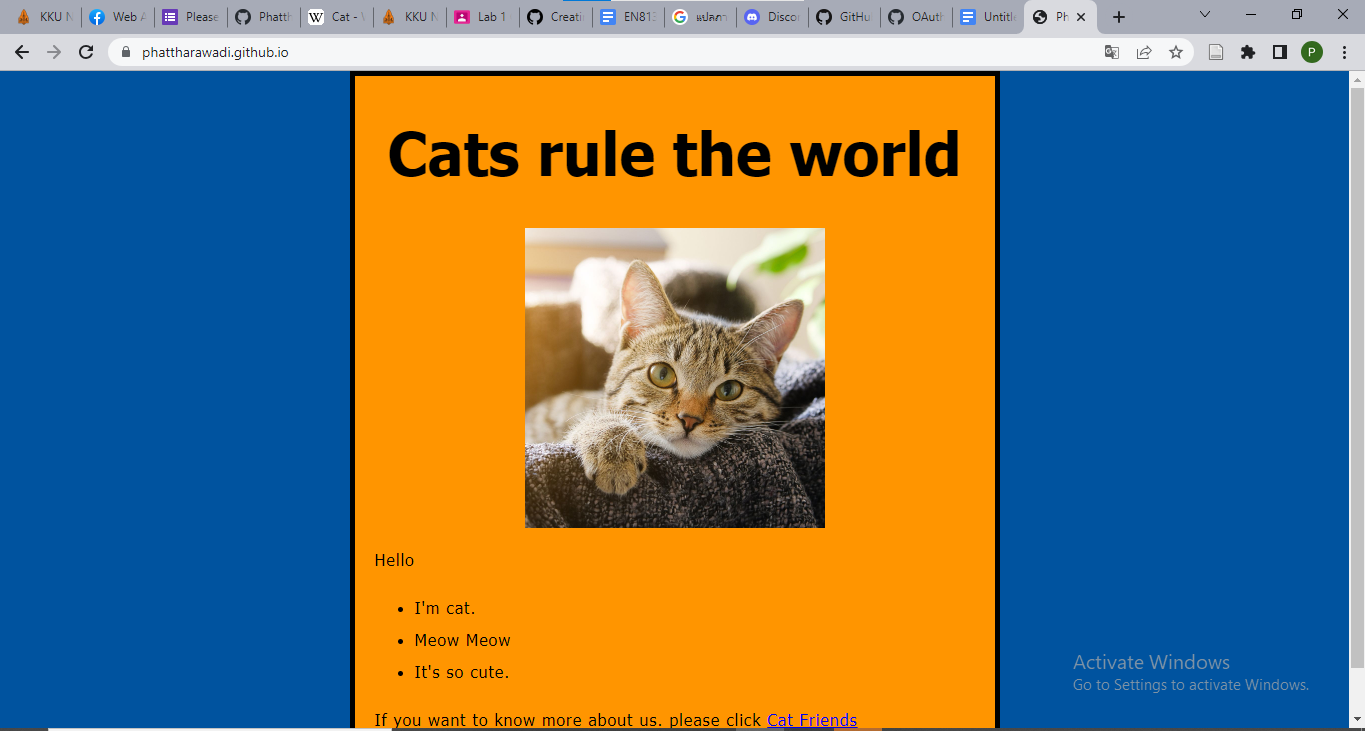 KKU N
Web A
Please
Phatth
Cat - W
KKU N
Lab 1
Creati
EN813
แปลภา
Discor
GitHu
OAuth
Untitle
Ph
phattharawadi.github.io
P
Cats rule the world
Hello
• I'm cat.
• Meow Meow
• It's so cute.
If you want to know more about us. please click Cat Friends
Activate Windows
Go to Settings to activate Windows.